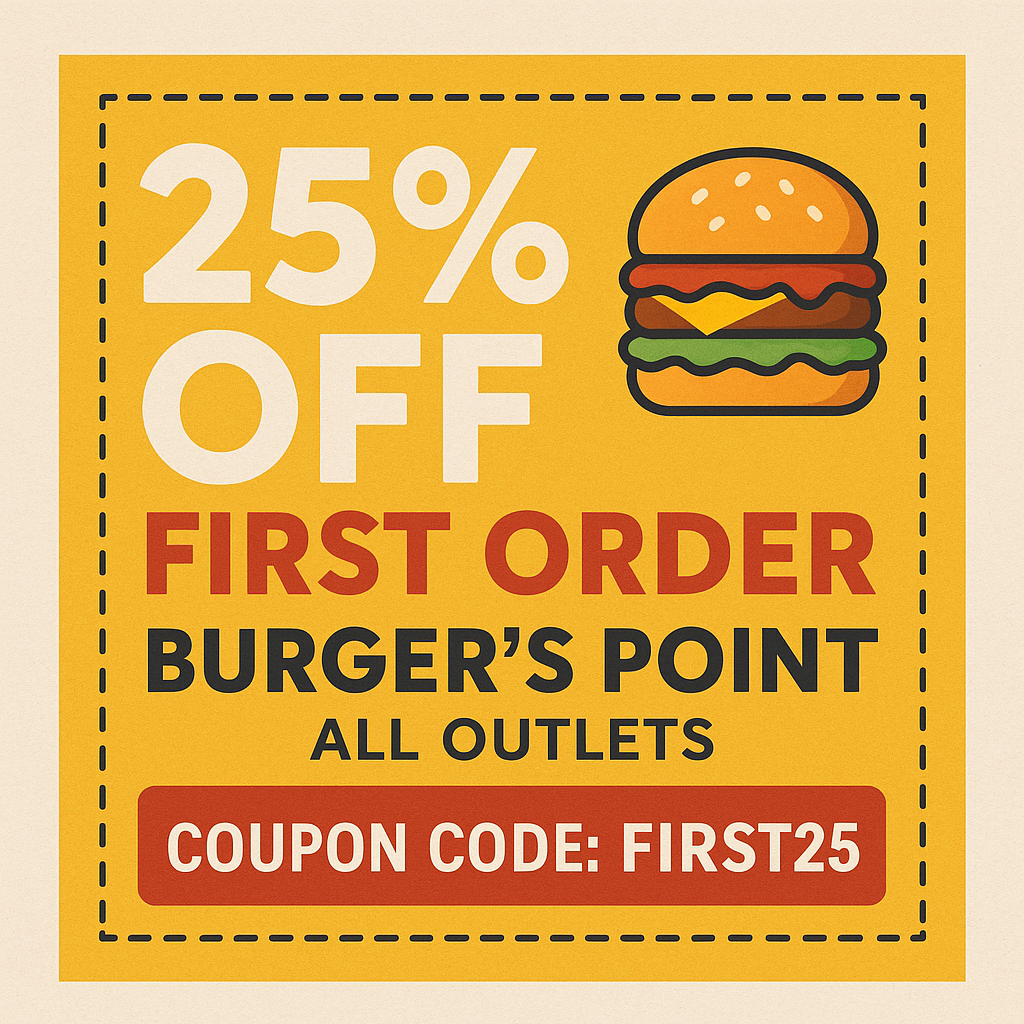 25%
OFF
FIRST ORDER
BURGER’S POINT
ALL OUTLETS
COUPON CODE: FIRST25